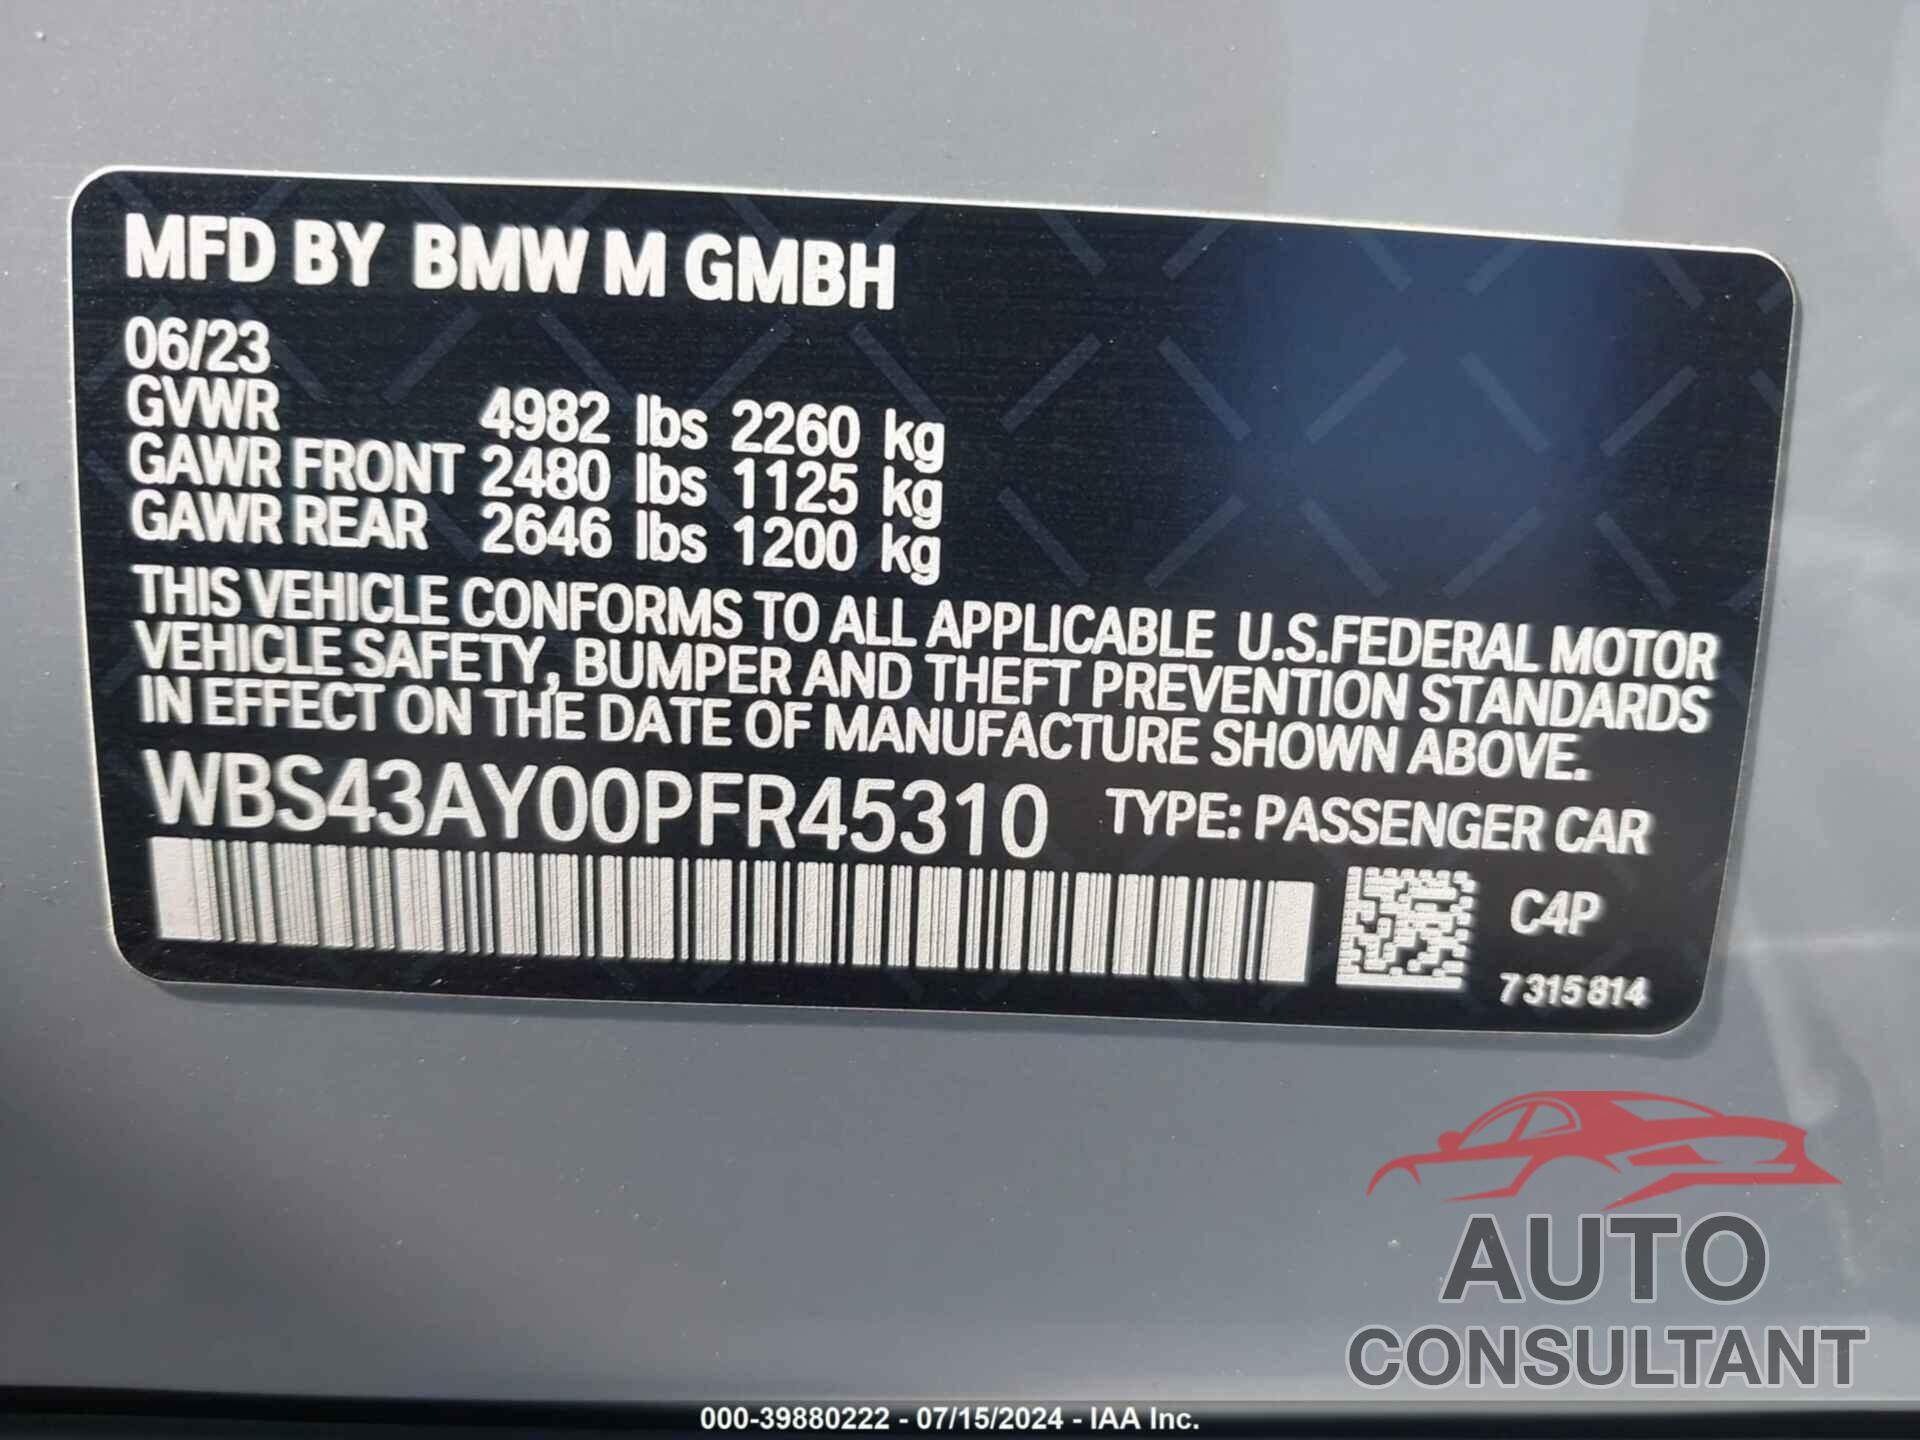 MFD BY BMW M GMBH
06/23
GVWR 4982 lbs 2260 kg
GAWR FRONT 2480 lbs 1125 kg
GAWR REAR 2646 lbs 1200 kg
THIS VEHICLE CONFORMS TO ALL APPLICABLE U.S.FEDERAL MOTOR
VEHICLE SAFETY, BUMPER AND THEFT PREVENTION STANDARDS
IN EFFECT ON THE DATE OF MANUFACTURE SHOWN ABOVE.
WBS43AY00PFR45310 TYPE: PASSENGER CAR
C4P
7315814
AUTO
CONSULTANT
000-39880222 - 07/15/2024 - IAA Inc.